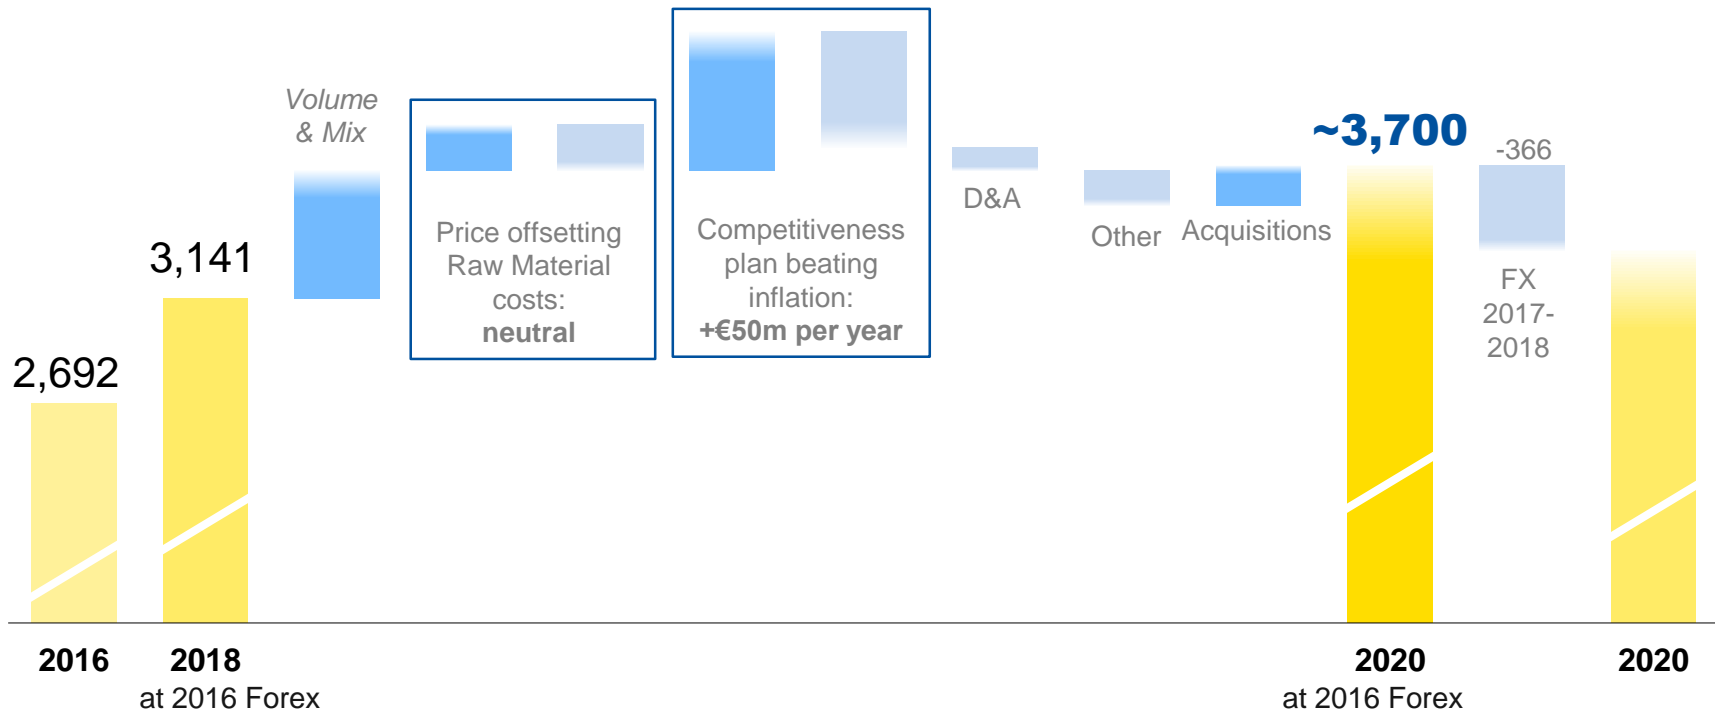 2,692
3,141
Volume
& Mix
Price offsetting
Raw Material
costs:
neutral
Competitiveness
plan beating
inflation:
+€50m per year
D&A
Other
Acquisitions
~3,700
-366
FX
2017-
2018
2016
2018
at 2016 Forex
2020
at 2016 Forex
2020